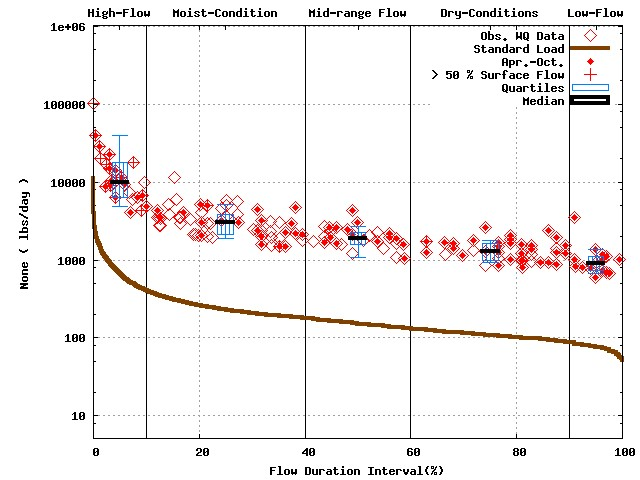 High-Flow Moist-Condition Mid-range Flow Dry-Conditions Low-Flow
1e+06
Obs. WQ Data
Standard Load
Apr.-Oct.
> 50 % Surface Flow
Quartiles
Median
100000
10000
1000
100
10
None ( lbs/day )
0 20 40 60 80 100
Flow Duration Interval(%)